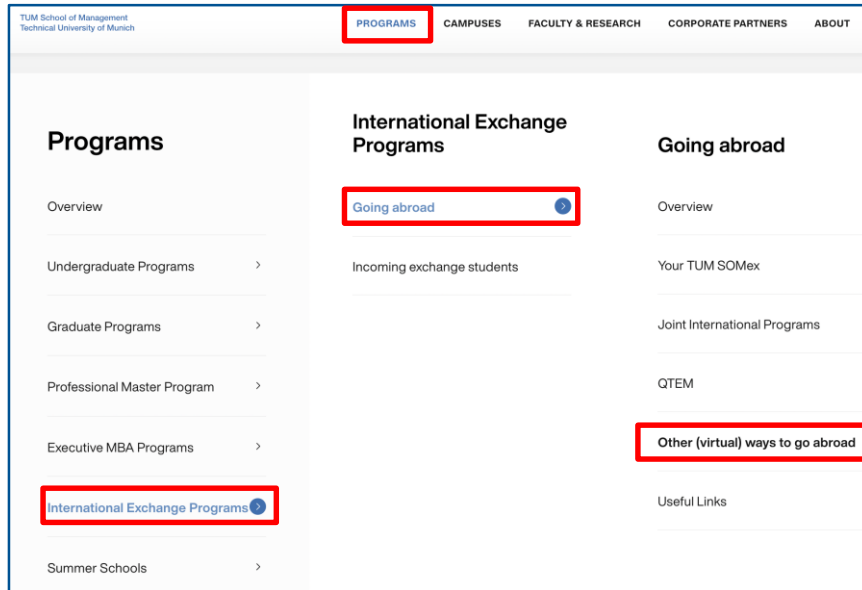 TUM School of Management
Technical University of Munich
PROGRAMS CAMPUSES FACULTY & RESEARCH CORPORATE PARTNERS ABOUT
Programs
Overview
Undergraduate Programs
Graduate Programs
Professional Master Program
Executive MBA Programs
International Exchange Programs
Summer Schools
International Exchange
Programs
Going abroad
Incoming exchange students
Going abroad
Overview
Your TUM SOMex
Joint International Programs
QTEM
Other (virtual) ways to go abroad
Useful Links